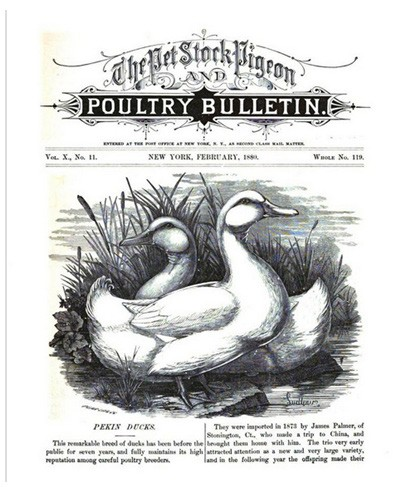 The Pet Stock Pigeon
AND
POULTRY BULLETIN.
ENTERED AT THE POST OFFICE AT NEW YORK, N. Y., AS SECOND CLASS MAIL MATTER.
VOL. X., No. 11. NEW YORK, FEBRUARY, 1880. WHOLE No. 119.
PEKIN DUCKS.
This remarkable breed of ducks has been before the
public for seven years, and fully maintains its high
reputation among careful poultry breeders.
They were imported in 1873 by James Palmer, of
Stonington, Ct., who made a trip to China, and
brought them home with him. The trio very early
attracted attention as a new and very large variety,
and in the following year the offspring made their